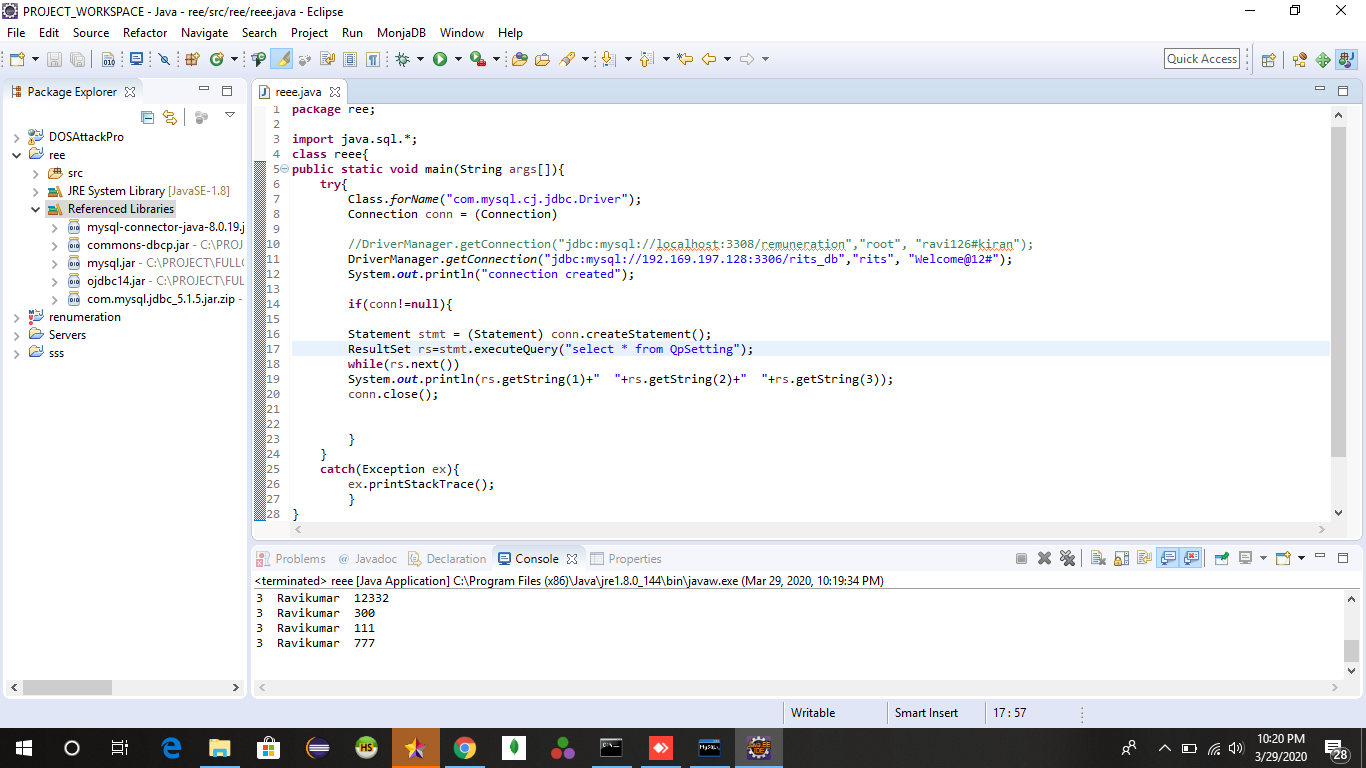 PROJECT_WORKSPACE - Java - ree/src/ree/reee.java - Eclipse
File Edit Source Refactor Navigate Search Project Run MonjaDB Window Help
Quick Access
Package Explorer
DOSAttackPro
ree
src
JRE System Library [JavaSE-1.8]
Referenced Libraries
mysql-connector-java-8.0.19.j
commons-dbcp.jar - C:\PROJ
mysql.jar - C:\PROJECT\FULL
ojdbc14.jar - C:\PROJECT\FUL
com.mysql.jdbc_5.1.5.jar.zip -
renumeration
Servers
sss
reee.java
1 package ree;
2
3 import java.sql.*;
4 class reee{
5 public static void main(String args[]){
6 try{
7 Class.forName("com.mysql.cj.jdbc.Driver");
8 Connection conn = (Connection)
9
10 //DriverManager.getConnection("jdbc:mysql://localhost:3308/remuneration","root", "ravi126#kiran");
11 DriverManager.getConnection("jdbc:mysql://192.169.197.128:3306/rits_db","rits", "Welcome@12#");
12 System.out.println("connection created");
13
14 if(conn!=null){
15
16 Statement stmt = (Statement) conn.createStatement();
17 ResultSet rs=stmt.executeQuery("select * from QpSetting");
18 while(rs.next())
19 System.out.println(rs.getString(1)+"  "+rs.getString(2)+"  "+rs.getString(3));
20 conn.close();
21
22
23 }
24 }
25 catch(Exception ex){
26 ex.printStackTrace();
27 }
28 }
Problems @ Javadoc Declaration Console Properties
<terminated> reee [Java Application] C:\Program Files (x86)\Java\jre1.8.0_144\bin\javaw.exe (Mar 29, 2020, 10:19:34 PM)
3 Ravikumar 12332
3 Ravikumar 300
3 Ravikumar 111
3 Ravikumar 777
Writable Smart Insert 17 : 57
10:20 PM
3/29/2020
28